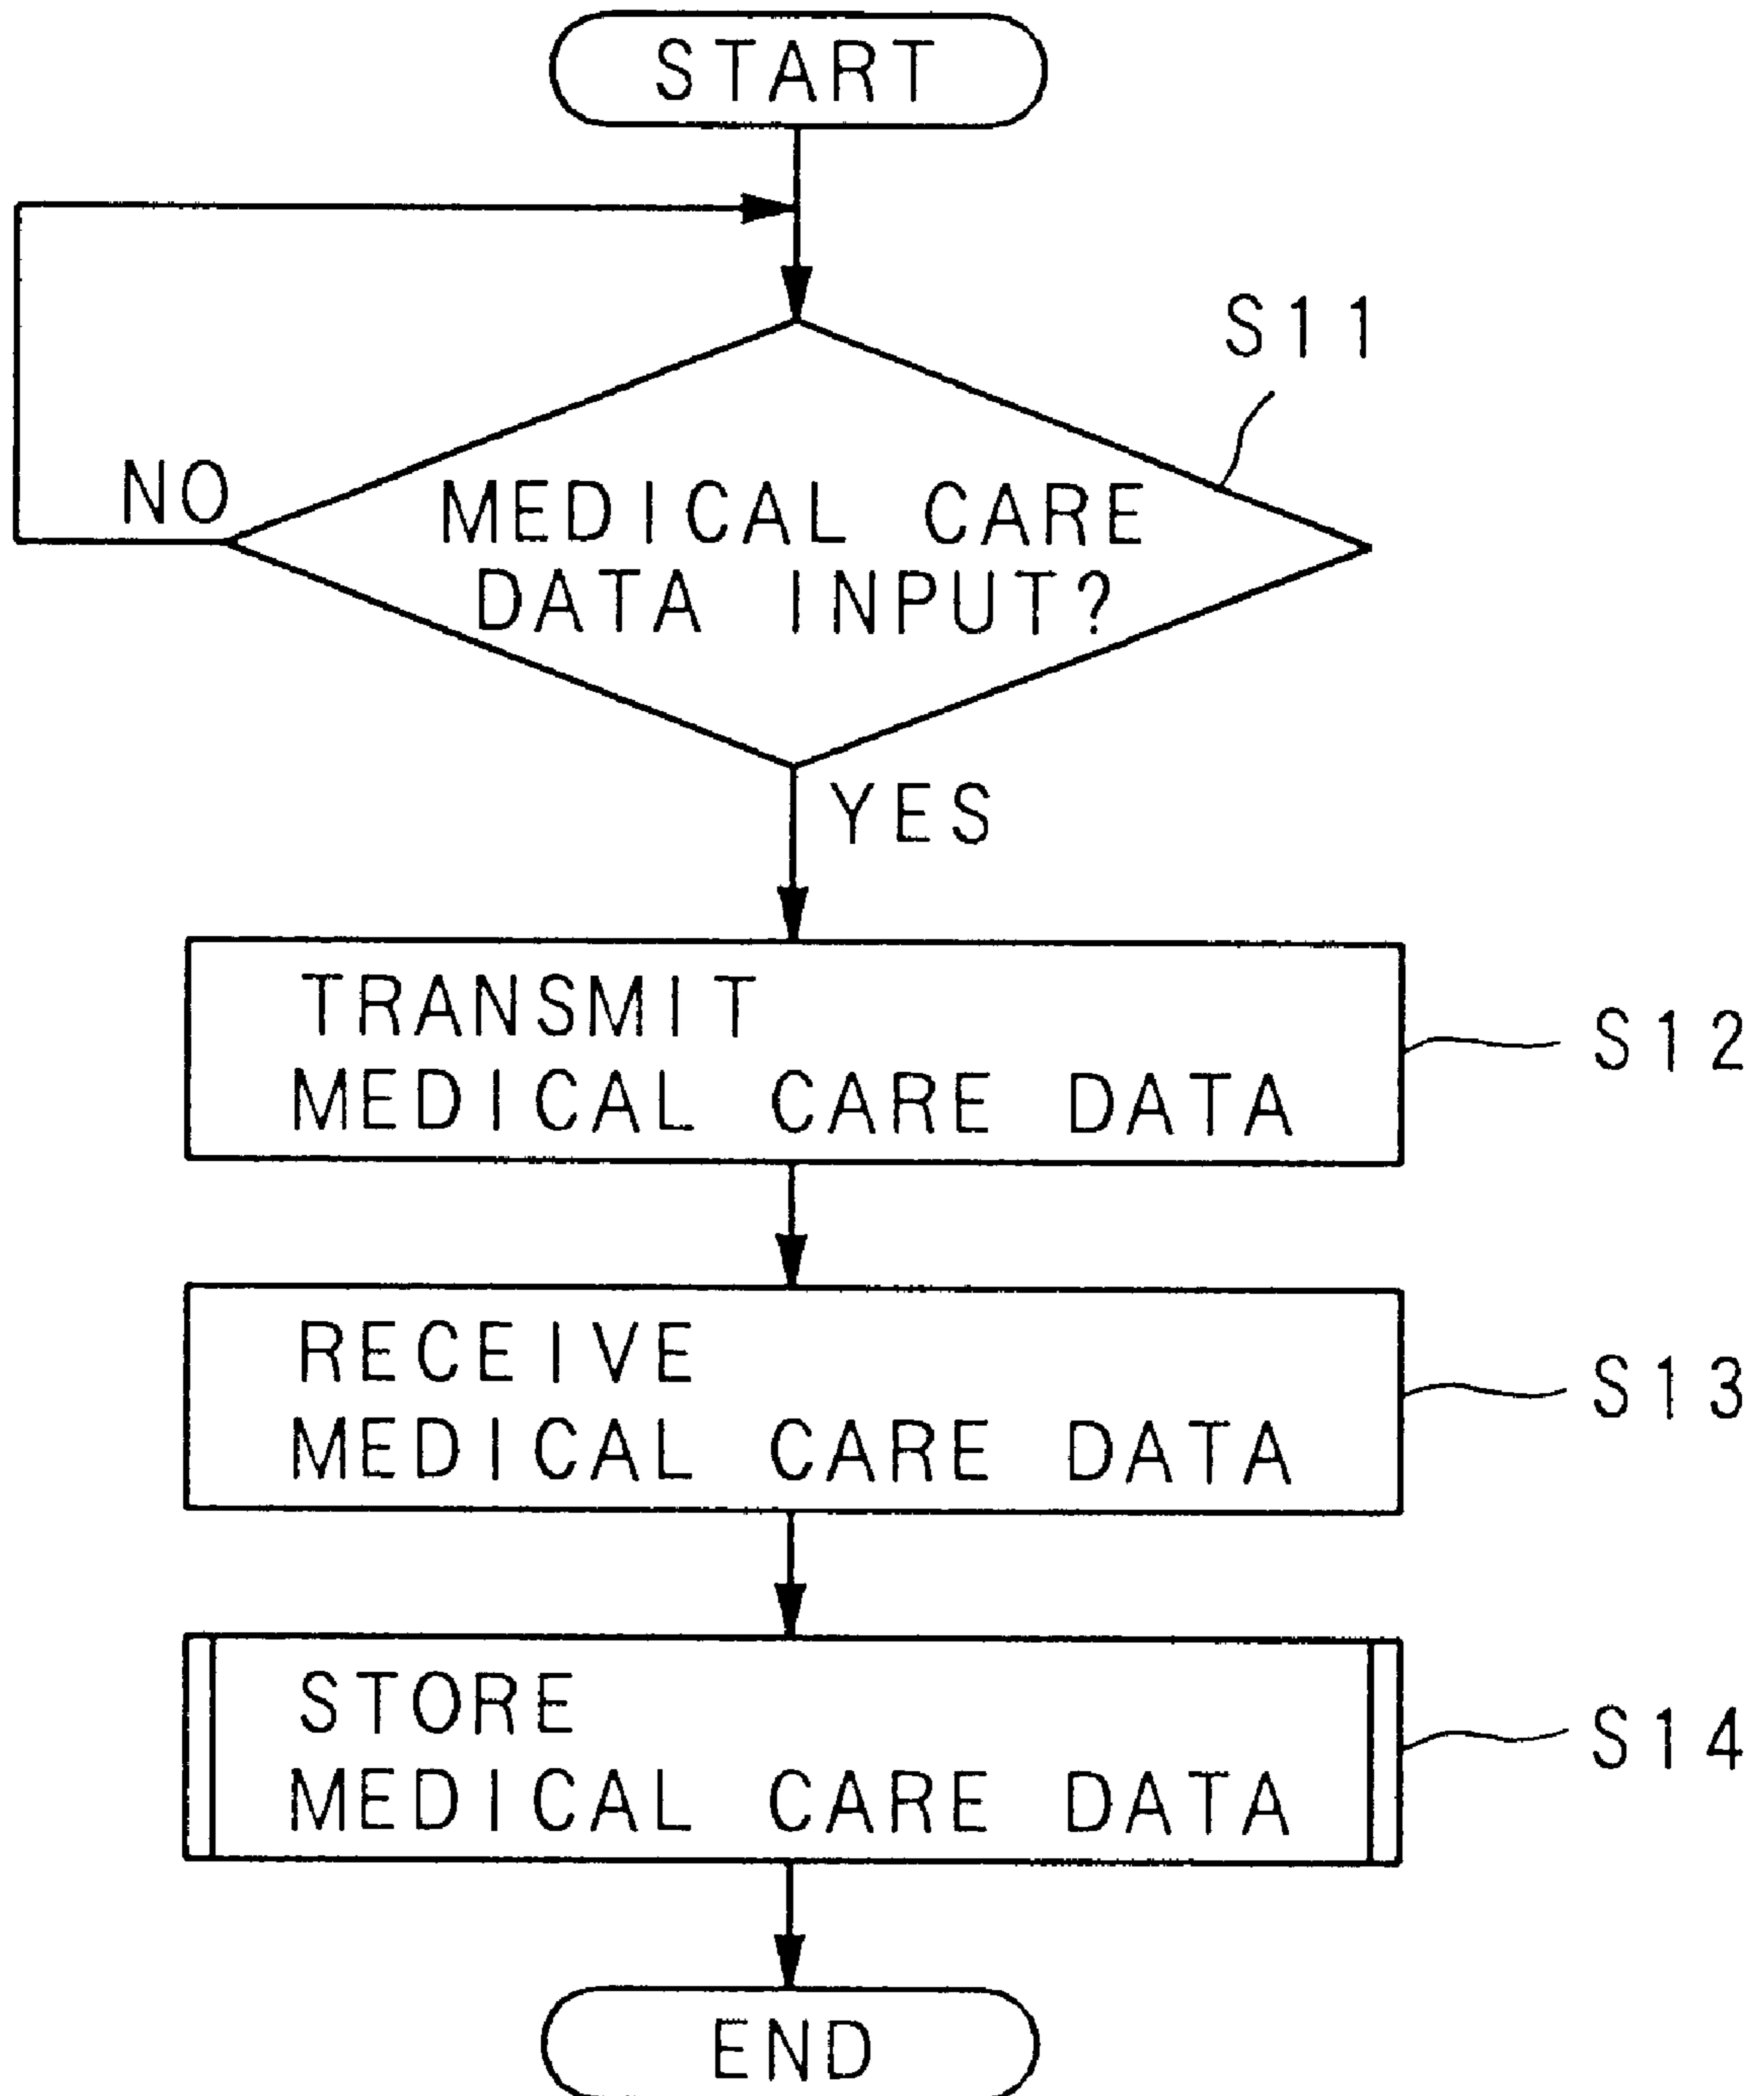 START
S11
NO
MEDICAL CARE
DATA INPUT?
YES
TRANSMIT
MEDICAL CARE DATA
S12
RECEIVE
MEDICAL CARE DATA
S13
STORE
MEDICAL CARE DATA
S14
END